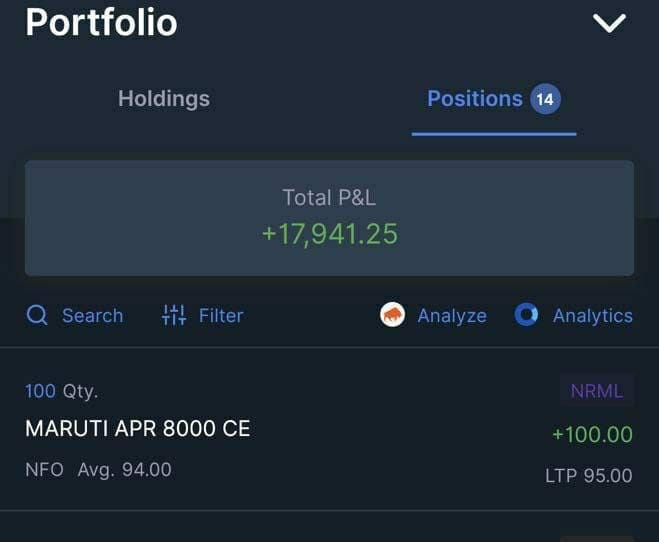 Portfolio
Holdings
Positions 14
Total P&L
+17,941.25
Search Filter Analyze Analytics
100 Qty. NRML
MARUTI APR 8000 CE +100.00
NFO Avg. 94.00 LTP 95.00